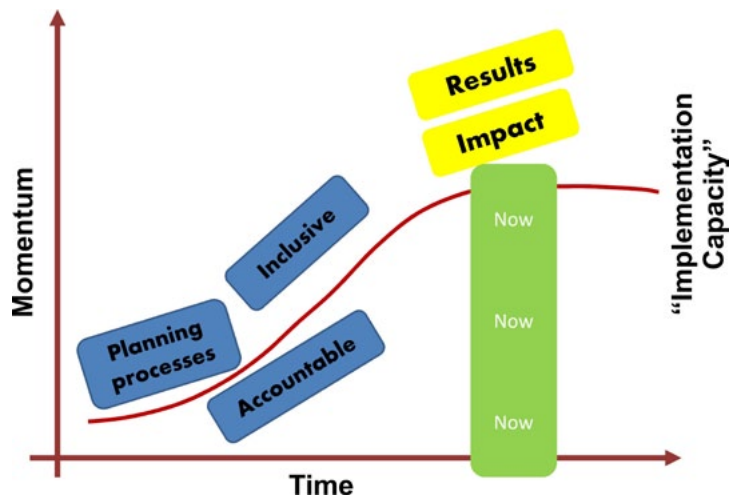 Results
Impact
Momentum
Inclusive
Planning
processes
Accountable
Now
Now
Now
"Implementation
Capacity"
Time